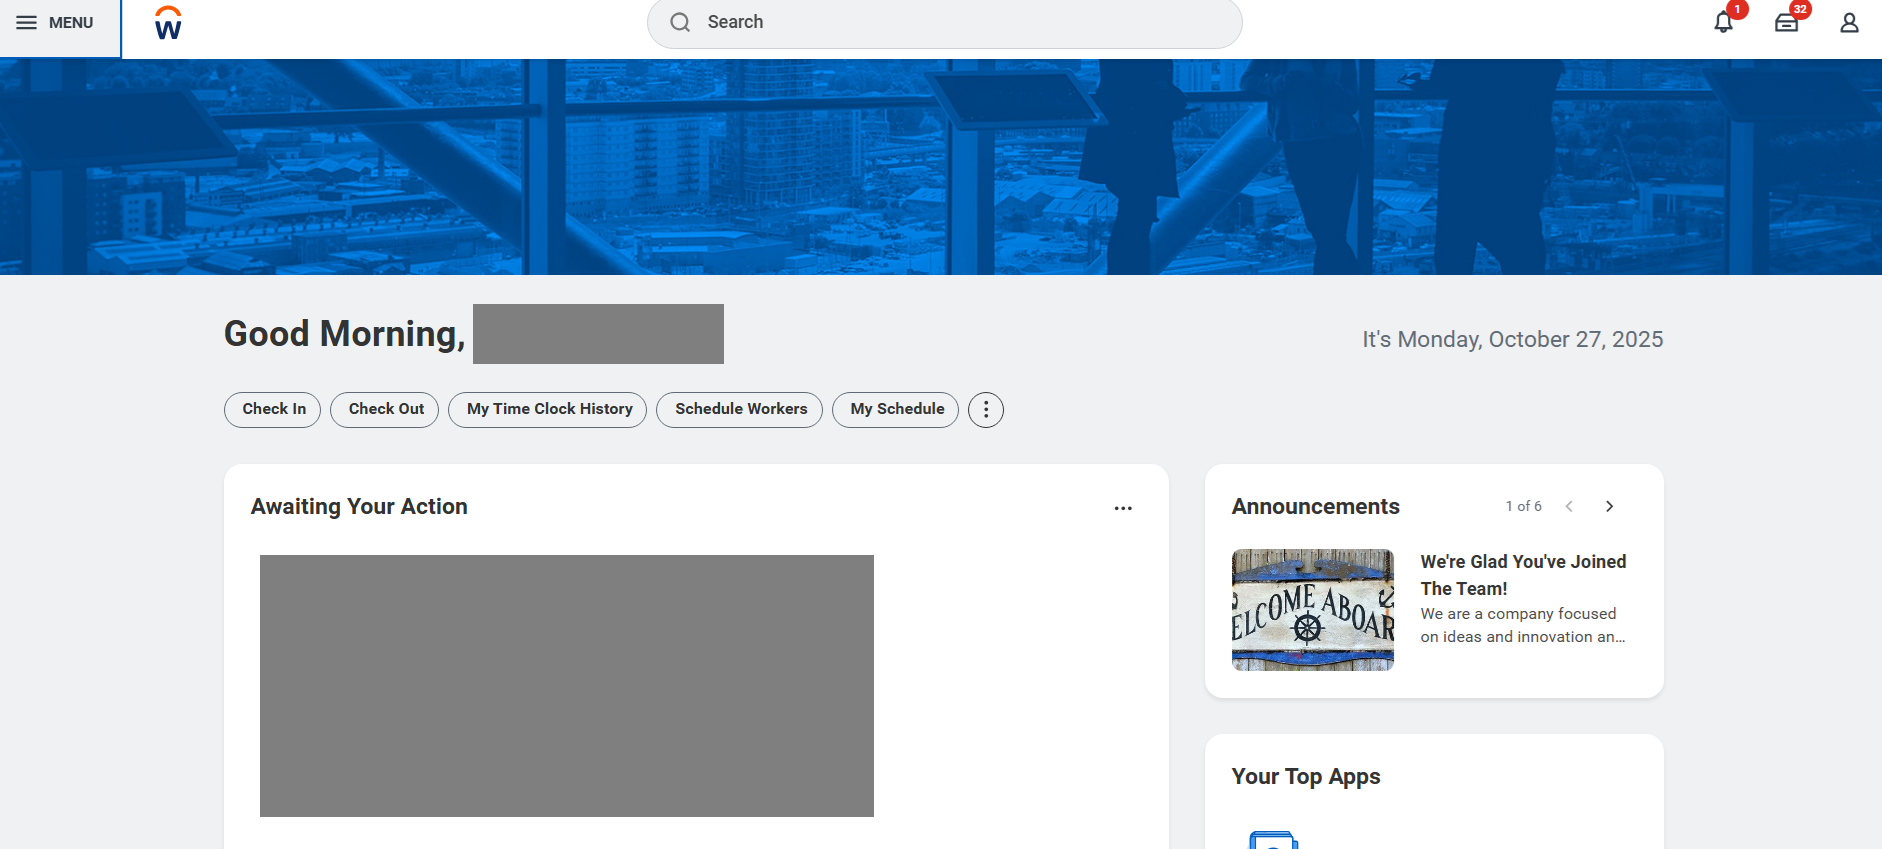 MENU
W
Search
1
32
Good Morning,
It's Monday, October 27, 2025
Check In
Check Out
My Time Clock History
Schedule Workers
My Schedule
Awaiting Your Action
Announcements
1 of 6
ELCOME ABOAR
We're Glad You've Joined
The Team!
We are a company focused
on ideas and innovation an...
Your Top Apps